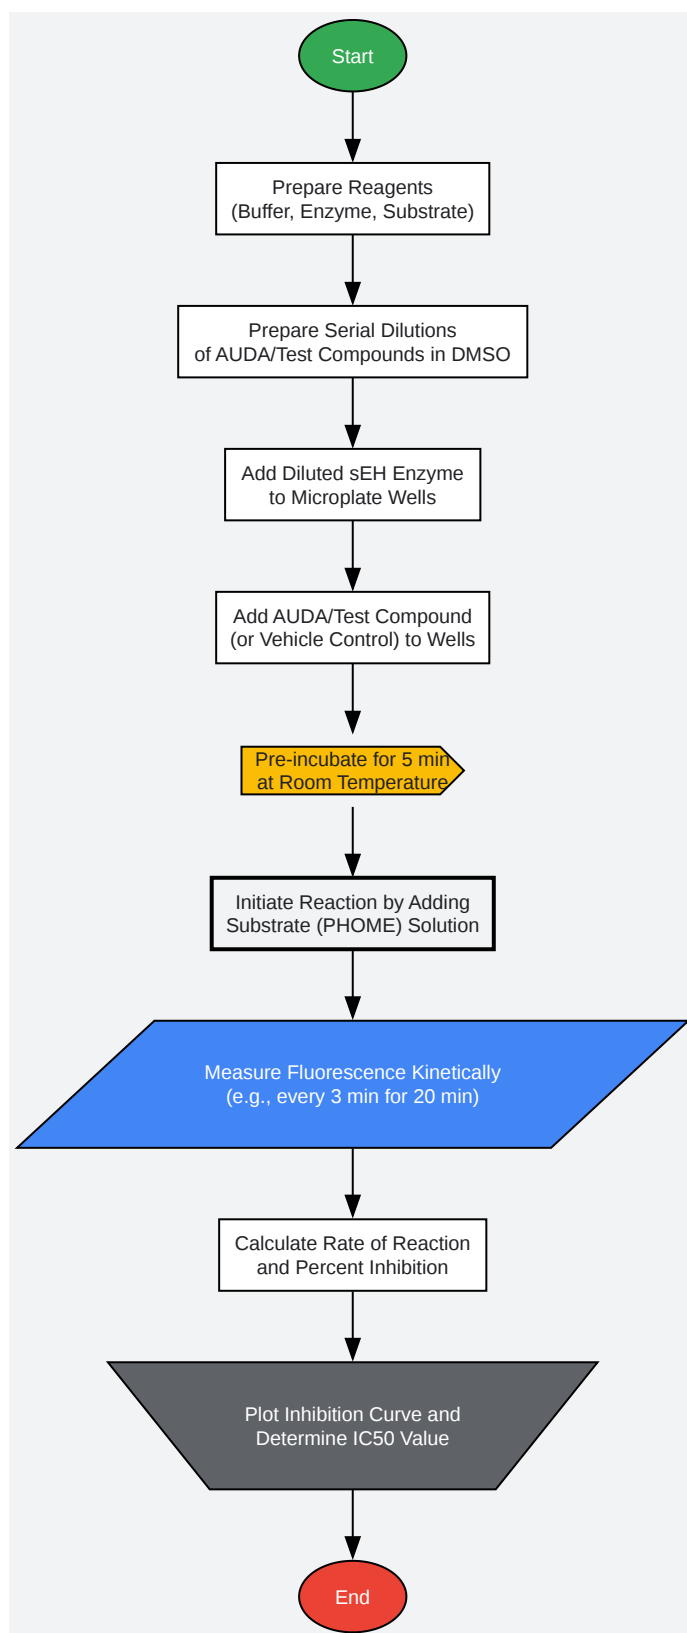 Start
Prepare Reagents
(Buffer, Enzyme, Substrate)
Prepare Serial Dilutions
of AUDA/Test Compounds in DMSO
Add Diluted sEH Enzyme
to Microplate Wells
Add AUDA/Test Compound
(or Vehicle Control) to Wells
Pre-incubate for 5 min
at Room Temperature
Initiate Reaction by Adding
Substrate (PHOME) Solution
Measure Fluorescence Kinetically
(e.g., every 3 min for 20 min)
Calculate Rate of Reaction
and Percent Inhibition
Plot Inhibition Curve and
Determine IC50 Value
End